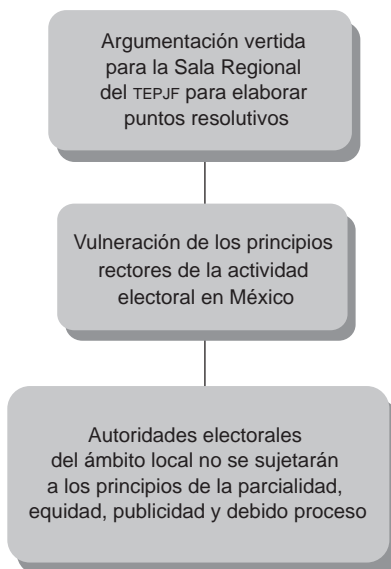 Argumentación vertida
para la Sala Regional
del TEPJF para elaborar
puntos resolutivos
Vulneración de los principios
rectores de la actividad
electoral en México
Autoridades electorales
del ámbito local no se sujetarán
a los principios de la parcialidad,
equidad, publicidad y debido proceso